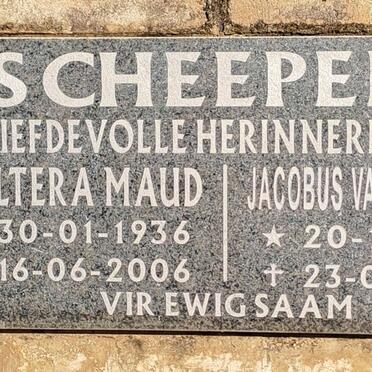 SCHEEPE
IEFDEVOLLE HERINNER
LTERA MAUD JACOBUS VA
30-01-1936 ★ 20-
16-06-2006 ✝ 23-0
VIR EWIG SAAM